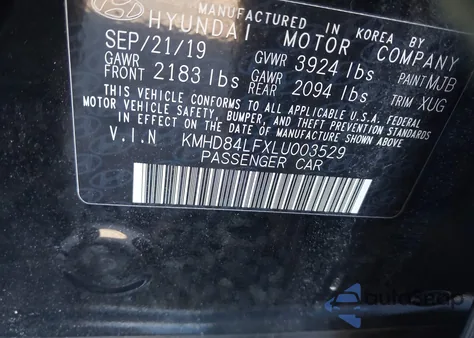 MANUFACTURED IN KOREA BY
HYUNDAI MOTOR COMPANY
SEP/21/19 GVWR 3924 lbs PAINT MJB
GAWR FRONT 2183 lbs GAWR REAR 2094 lbs TRIM XUG
THIS VEHICLE CONFORMS TO ALL APPLICABLE U.S.A. FEDERAL
MOTOR VEHICLE SAFETY, BUMPER, AND THEFT PREVENTION
STANDARDS IN EFFECT ON THE DATE OF MANUFACTURE SHOWN ABOVE
V.I.N KMHD84LFXLU003529
PASSENGER CAR
AutoSnap